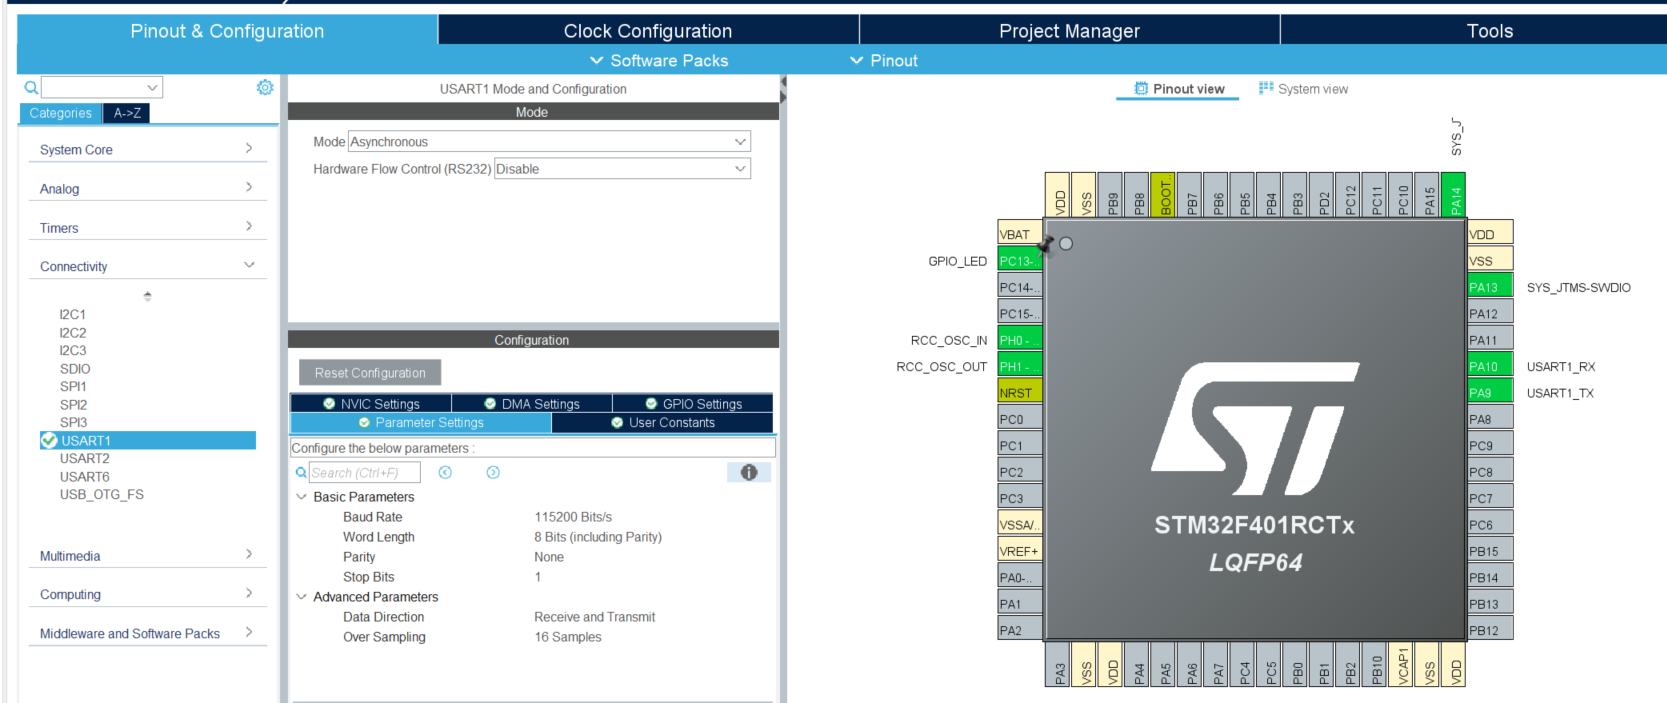 Pinout & Configuration
Clock Configuration
Project Manager
Tools
Software Packs
Pinout
Categories
A->Z
System Core
Analog
Timers
Connectivity
I2C1
I2C2
I2C3
SDIO
SPI1
SPI2
SPI3
USART1
USART2
USART6
USB_OTG_FS
Multimedia
Computing
Middleware and Software Packs
USART1 Mode and Configuration
Mode
Mode Asynchronous
Hardware Flow Control (RS232) Disable
Configuration
Reset Configuration
NVIC Settings
DMA Settings
GPIO Settings
Parameter Settings
User Constants
Configure the below parameters :
Search (Ctrl+F)
Basic Parameters
Baud Rate 115200 Bits/s
Word Length 8 Bits (including Parity)
Parity None
Stop Bits 1
Advanced Parameters
Data Direction Receive and Transmit
Over Sampling 16 Samples
Pinout view
System view
SYS_J
VDD
VSS
PB9
PB8
BOOT..
PB7
PB6
PB5
PB4
PB3
PD2
PC12
PC11
PC10
PA15
PA14
VBAT
GPIO_LED PC13-..
PC14-..
PC15-..
RCC_OSC_IN PH0 - ..
RCC_OSC_OUT PH1 - ..
NRST
PC0
PC1
PC2
PC3
VSSA/..
VREF+
PA0-..
PA1
PA2
STM32F401RCTx
LQFP64
VDD
VSS
PA13 SYS_JTMS-SWDIO
PA12
PA11
PA10 USART1_RX
PA9 USART1_TX
PA8
PC9
PC8
PC7
PC6
PB15
PB14
PB13
PB12
PA3
VSS
VDD
PA4
PA5
PA6
PA7
PC4
PC5
PB0
PB1
PB2
PB10
VCAP1
VSS
VDD